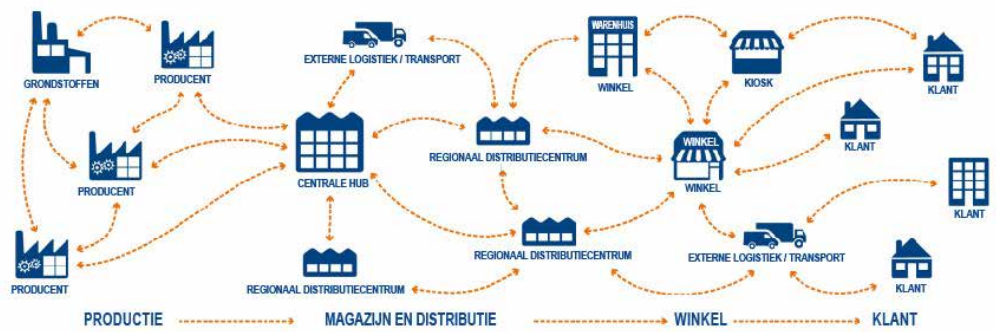 GRONDSTOFFEN
PRODUCENT
EXTERNE LOGISTIEK / TRANSPORT
WARENHUIS
WINKEL
KIOSK
KLANT
PRODUCENT
CENTRALE HUB
REGIONAAL DISTRIBUTIECENTRUM
WINKEL
WINKEL
KLANT
KLANT
PRODUCENT
REGIONAAL DISTRIBUTIECENTRUM
REGIONAAL DISTRIBUTIECENTRUM
EXTERNE LOGISTIEK / TRANSPORT
KLANT
PRODUCTIE
MAGAZIJN EN DISTRIBUTIE
WINKEL
KLANT